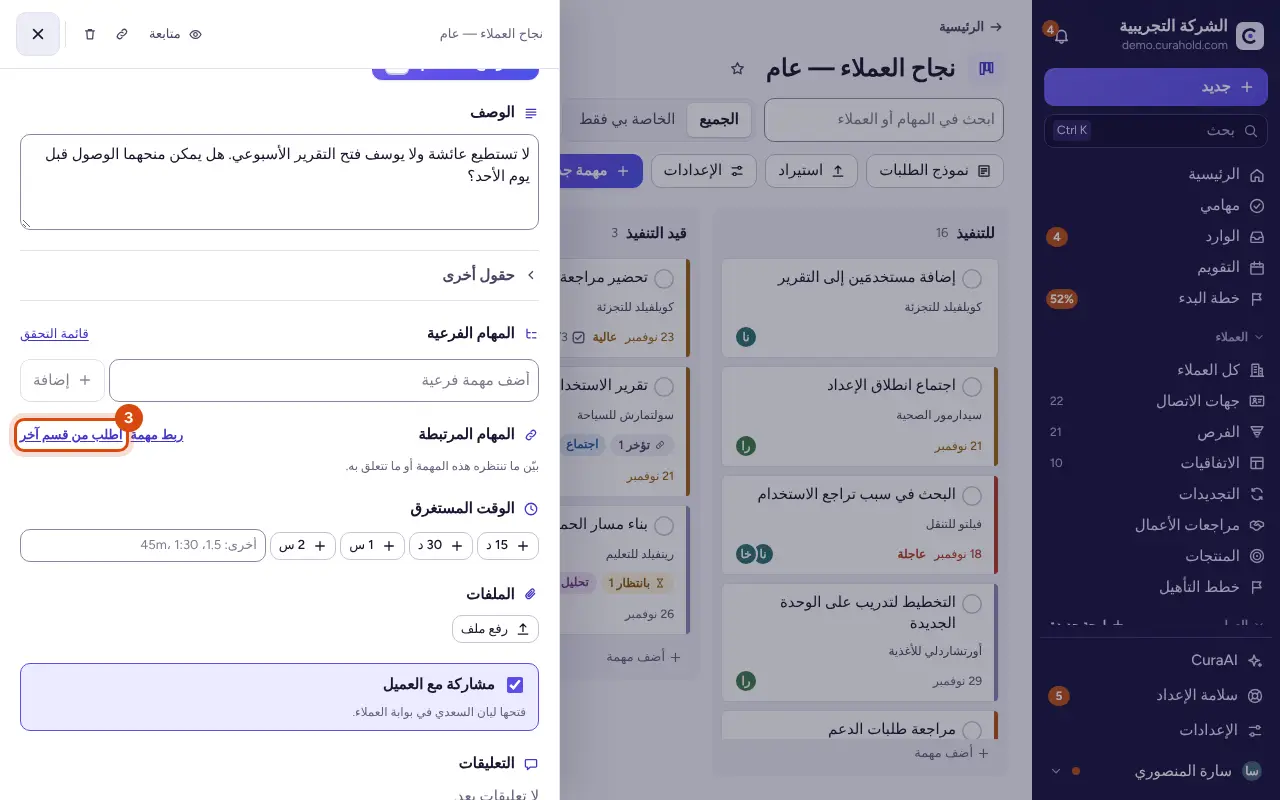 الشركة التجريبية
demo.curahold.com
4
جديد
بحث
Ctrl K
الرئيسية
مهامي
الوارد
4
التقويم
خطة البدء
52%
العملاء
كل العملاء
جهات الاتصال
22
الفرص
21
الاتفاقيات
10
التجديدات
مراجعات الأعمال
المنتجات
خطط التأهيل
CuraAI
سلامة الإعداد
5
الإعدادات
سارة المنصوري
سا
الرئيسية
نجاح العملاء — عام
ابحث في المهام أو العملاء
الجميع
الخاصة بي فقط
نموذج الطلبات
استيراد
الإعدادات
للتنفيذ 16
إضافة مستخدمَين إلى التقرير
كويلفيلد للتجزئة
نا
اجتماع انطلاق الإعداد
سيدارمور الصحية
21 نوفمبر
را
البحث في سبب تراجع الاستخدام
فيلتو للتنقل
18 نوفمبر عاجلة
نا خا
التخطيط لتدريب على الوحدة الجديدة
أورتشاردلي للأغذية
29 نوفمبر
را
مراجعة طلبات الدعم
أضف مهمة
قيد التنفيذ 3
تحضير مراجعة
كويلفيلد للتجزئة
23 نوفمبر عالية
سولتمارش للسياحة
تأخر 1
اجتماع
21 نوفمبر
رينفيلد للتعليم
بانتظار 1
تحليل
26 نوفمبر
أضف مهمة
نجاح العملاء — عام
متابعة
الوصف
لا تستطيع عائشة ولا يوسف فتح التقرير الأسبوعي. هل يمكن منحهما الوصول قبل
يوم الأحد؟
حقول أخرى
المهام الفرعية
قائمة التحقق
أضف مهمة فرعية
إضافة
المهام المرتبطة
ربط مهمة
اطلب من قسم آخر
3
بيّن ما تنتظره هذه المهمة أو ما تتعلق به.
الوقت المستغرق
15 د
30 د
1 س
2 س
أخرى: 1.5، 1:30، 45m
الملفات
رفع ملف
مشاركة مع العميل
فتحها ليان السعدي في بوابة العملاء.
التعليقات
لا تعليقات بعد.